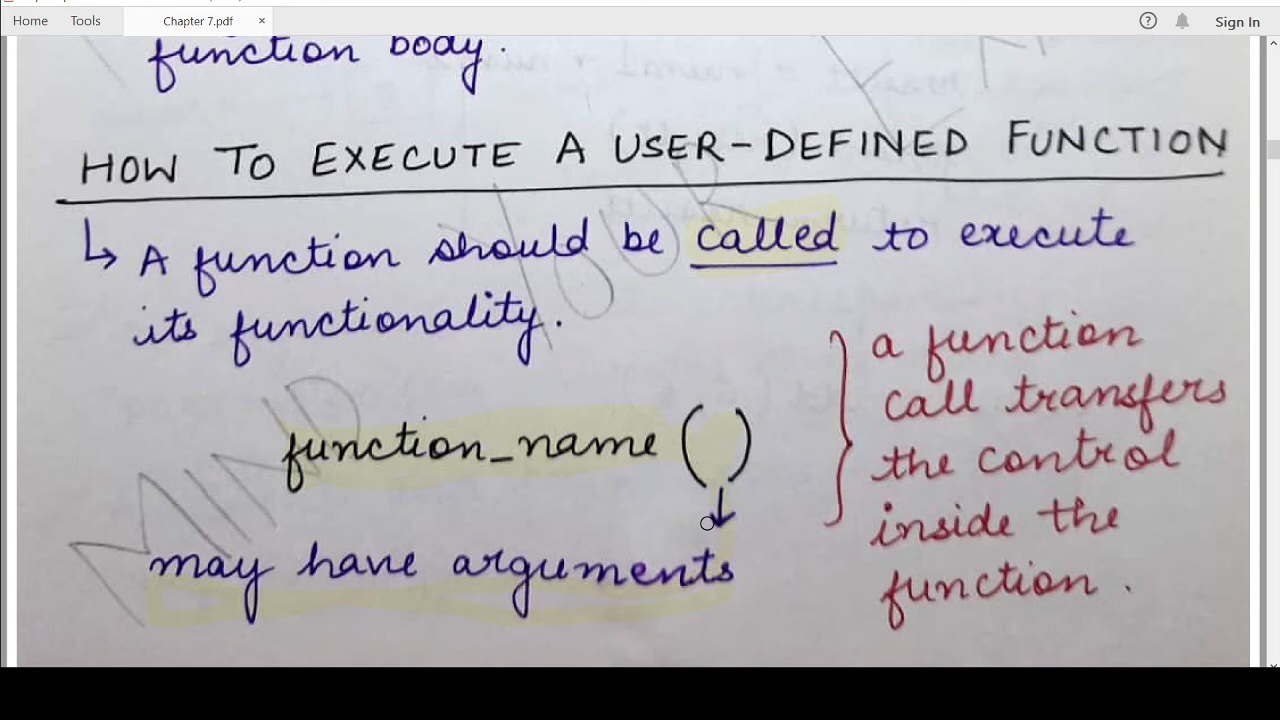 Home Tools Chapter 7.pdf × Sign In
function body.
HOW TO EXECUTE A USER-DEFINED FUNCTION
↳ A function should be called to execute
its functionality.
function_name ( )
may have arguments
} a function
call transfers
the control
inside the
function.